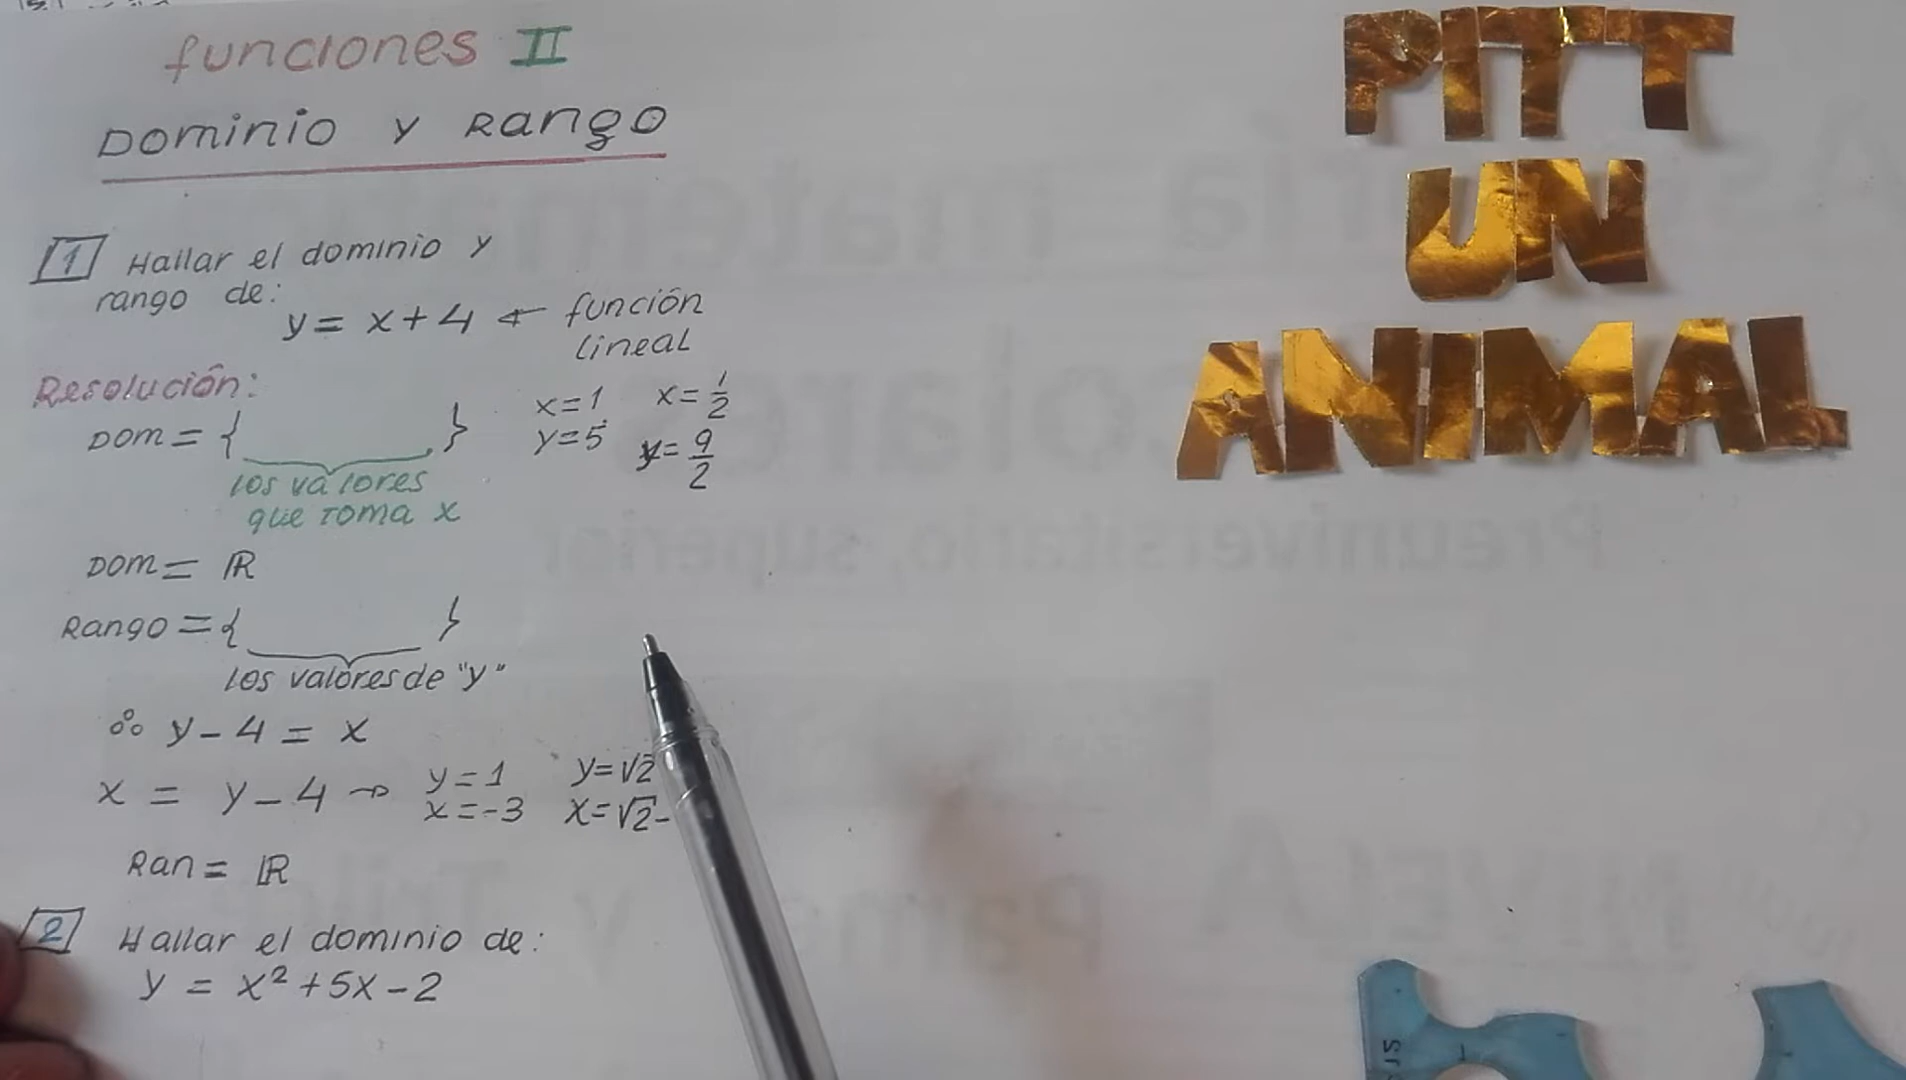 funciones II
Dominio y Rango
1 Hallar el dominio y
rango de:
y = x+4 ← función
lineal
Resolución:
Dom = { }
los valores
que toma x
x=1
y=5
x=1/2
y=9/2
Dom = ℝ
Rango = { }
los valores de "y"
∴ y-4 = x
x = y-4 →
y=1
x=-3
y=√2
x=√2-
Ran = ℝ
2 Hallar el dominio de:
y = x²+5x-2
PITT
UN
ANIMAL